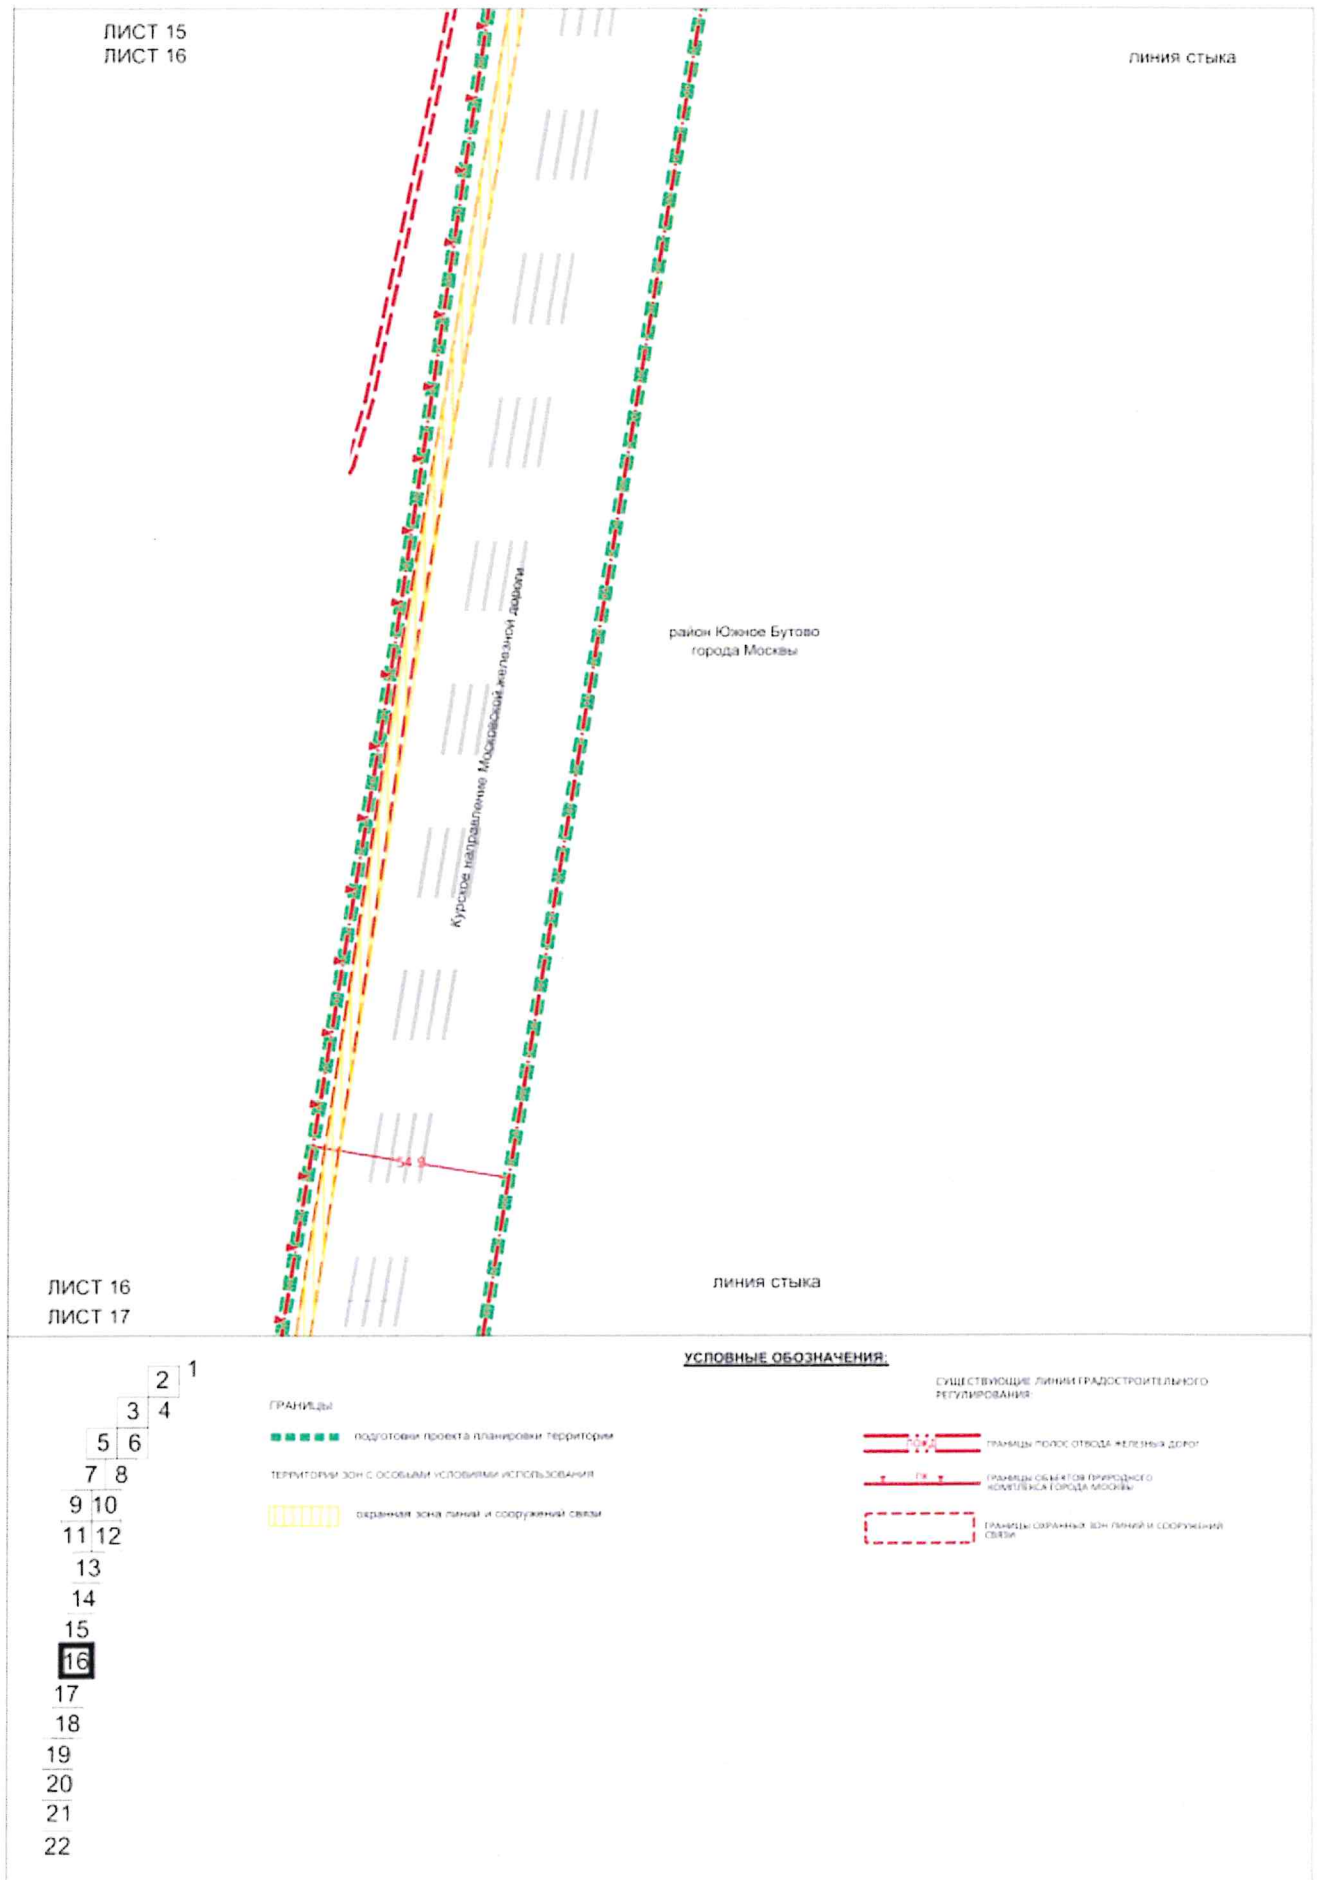 ЛИСТ 15
ЛИСТ 16
линия стыка
Курское направление Московской железной дороги
район Южное Бутово
города Москвы
54.9
ЛИСТ 16
ЛИСТ 17
линия стыка
УСЛОВНЫЕ ОБОЗНАЧЕНИЯ:
1
2
3 4
5 6
7 8
9 10
11 12
13
14
15
16
17
18
19
20
21
22
ГРАНИЦЫ
подготовки проекта планировки территории
ТЕРРИТОРИИ ЗОН С ОСОБЫМИ УСЛОВИЯМИ ИСПОЛЬЗОВАНИЯ
охранная зона линий и сооружений связи
СУЩЕСТВУЮЩИЕ ЛИНИИ ГРАДОСТРОИТЕЛЬНОГО
РЕГУЛИРОВАНИЯ
ПОЖД
ГРАНИЦЫ ПОЛОС ОТВОДА ЖЕЛЕЗНЫХ ДОРОГ
ПК
ГРАНИЦЫ ОБЪЕКТОВ ПРИРОДНОГО
КОМПЛЕКСА ГОРОДА МОСКВЫ
ГРАНИЦЫ ОХРАННЫХ ЗОН ЛИНИЙ И СООРУЖЕНИЙ
СВЯЗИ